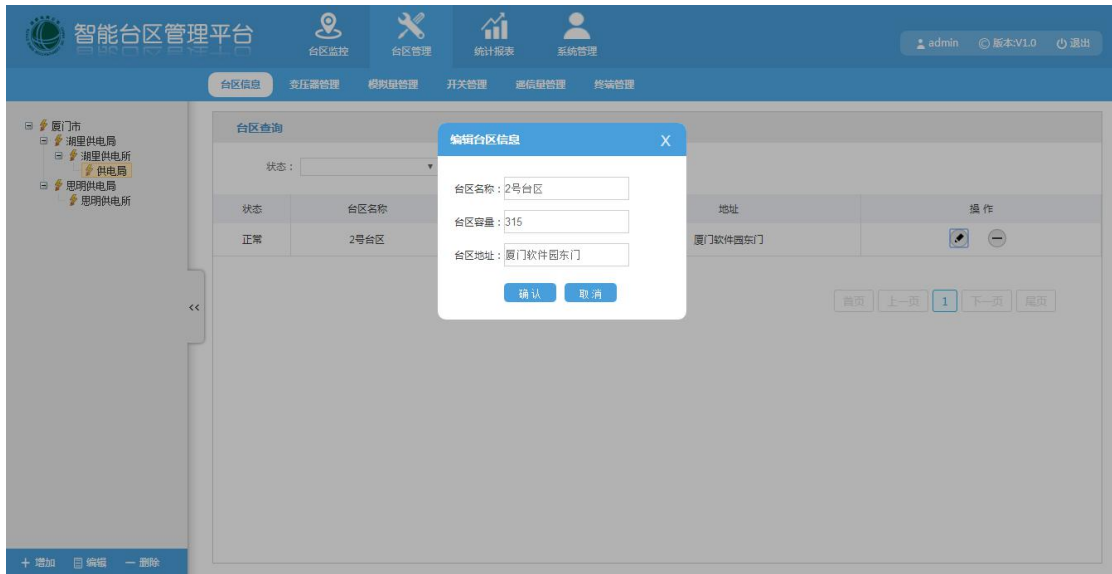 智能台区管理平台
台区监控
台区管理
统计报表
系统管理
admin
版本:V1.0
退出
台区信息
变压器管理
模拟量管理
开关管理
遥信量管理
终端管理
厦门市
湖里供电局
湖里供电所
供电局
思明供电局
思明供电所
<<
台区查询
状态：
状态
台区名称
地址
操作
正常
2号台区
厦门软件园东门
编辑台区信息
X
台区名称：2号台区
台区容量：315
台区地址：厦门软件园东门
确认
取消
首页
上一页
1
下一页
尾页
+ 增加
编辑
— 删除